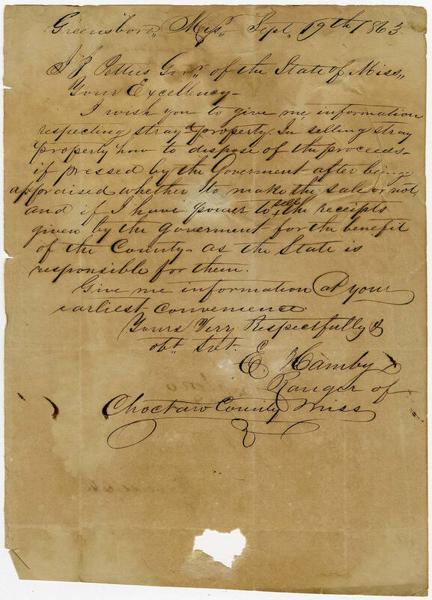 Greensboro, Miss. Sept. 19th 1863.
J J Pettus Govr. of the State of Miss,,
Your Excellency-
I wish you to give me information
respecting stray property. In selling stray
property how to dispose of the proceeds-
if pressed by the Goverment after being
appraised whether to make the sale or not
and if I have power to sell the receipts
given by the Goverment for the benefit
of the County- as the State is
responsible for them.
Give me information at your
earliest convenience
Yours Very Respectfully &
obt Svt.
E Hamby
Ranger of
Choctaw County Miss